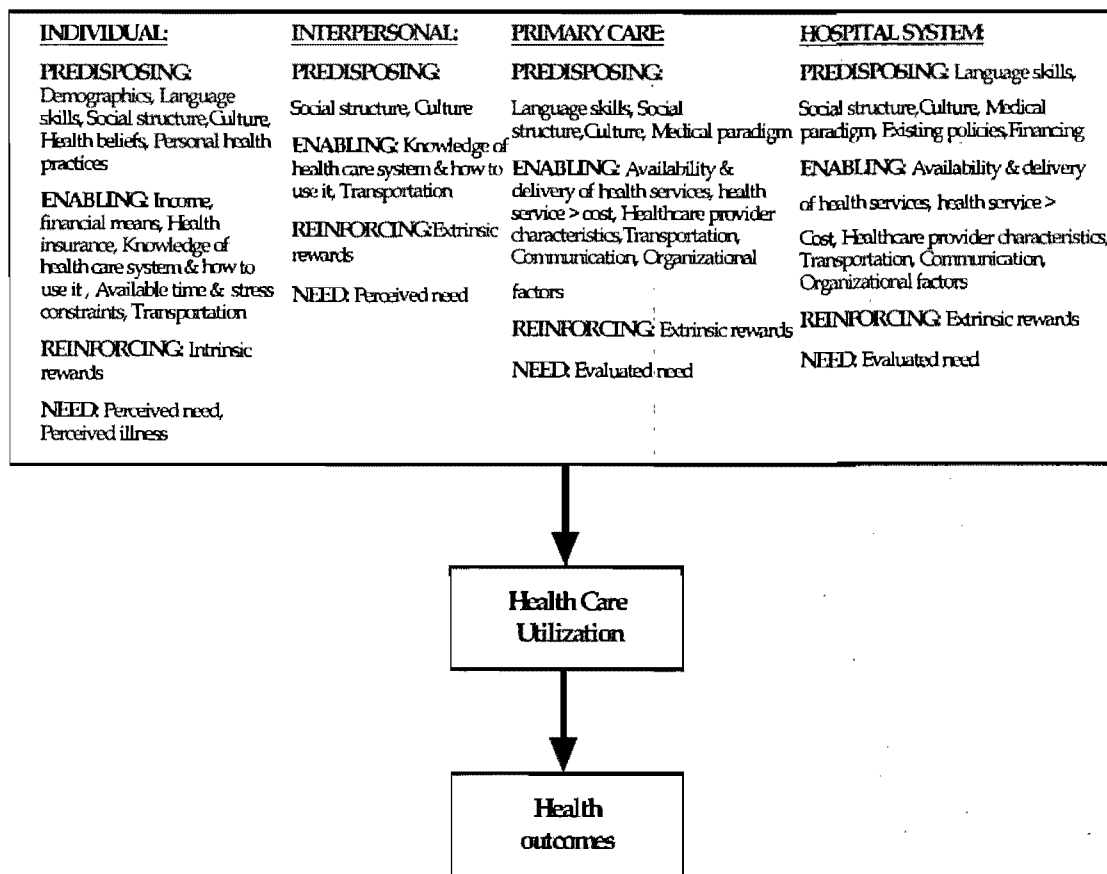 INDIVIDUAL:
PREDISPOSING:
Demographics, Language
skills, Social structure, Culture,
Health beliefs, Personal health
practices
ENABLING: Income,
financial means, Health
insurance, Knowledge of
health care system & how to
use it , Available time & stress
constraints, Transportation
REINFORCING: Intrinsic
rewards
NEED: Perceived need,
Perceived illness
INTERPERSONAL:
PREDISPOSING:
Social structure, Culture
ENABLING: Knowledge of
health care system & how to
use it, Transportation
REINFORCING:Extrinsic
rewards
NEED: Perceived need
PRIMARY CARE:
PREDISPOSING:
Language skills, Social
structure,Culture, Medical paradigm
ENABLING: Availability &
delivery of health services, health
service > cost, Healthcare provider
characteristics,Transportation,
Communication, Organizational
factors
REINFORCING: Extrinsic rewards
NEED: Evaluated need
HOSPITAL SYSTEM:
PREDISPOSING: Language skills,
Social structure,Culture, Medical
paradigm, Existing policies,Financing
ENABLING: Availability & delivery
of health services, health service >
Cost, Healthcare provider characteristics,
Transportation, Communication,
Organizational factors
REINFORCING: Extrinsic rewards
NEED: Evaluated need
Health Care
Utilization
Health
outcomes